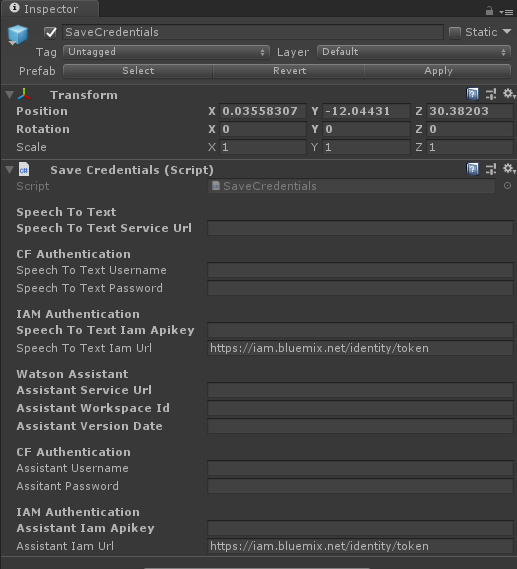 Inspector
SaveCredentials Static
Tag Untagged Layer Default
Prefab Select Revert Apply
Transform
Position X 0.03558307 Y -12.04431 Z 30.38203
Rotation X 0 Y 0 Z 0
Scale X 1 Y 1 Z 1
Save Credentials (Script)
Script SaveCredentials
Speech To Text
Speech To Text Service Url
CF Authentication
Speech To Text Username
Speech To Text Password
IAM Authentication
Speech To Text Iam Apikey
Speech To Text Iam Url https://iam.bluemix.net/identity/token
Watson Assistant
Assistant Service Url
Assistant Workspace Id
Assistant Version Date
CF Authentication
Assistant Username
Assitant Password
IAM Authentication
Assistant Iam Apikey
Assistant Iam Url https://iam.bluemix.net/identity/token